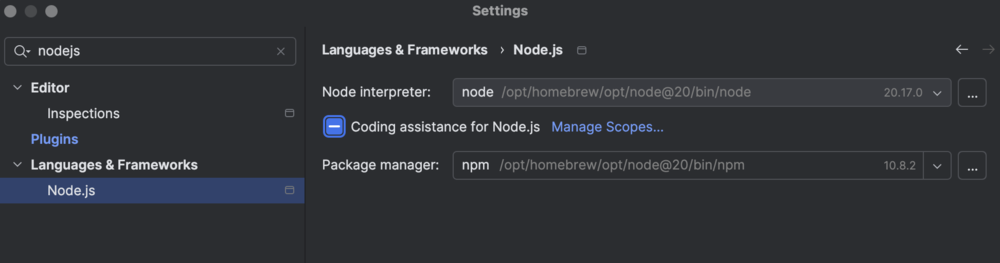 Settings
nodejs
Editor
Inspections
Plugins
Languages & Frameworks
Node.js
Languages & Frameworks › Node.js
Node interpreter: node /opt/homebrew/opt/node@20/bin/node 20.17.0 ...
Coding assistance for Node.js Manage Scopes...
Package manager: npm /opt/homebrew/opt/node@20/bin/npm 10.8.2 ...